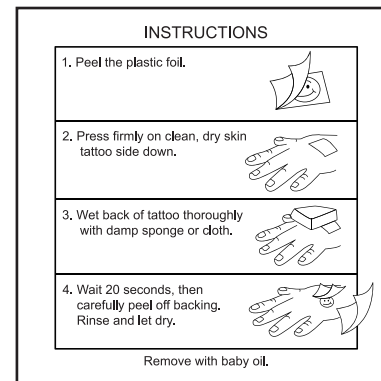 INSTRUCTIONS
1. Peel the plastic foil.
2. Press firmly on clean, dry skin
tattoo side down.
3. Wet back of tattoo thoroughly
with damp sponge or cloth.
4. Wait 20 seconds, then
carefully peel off backing.
Rinse and let dry.
Remove with baby oil.